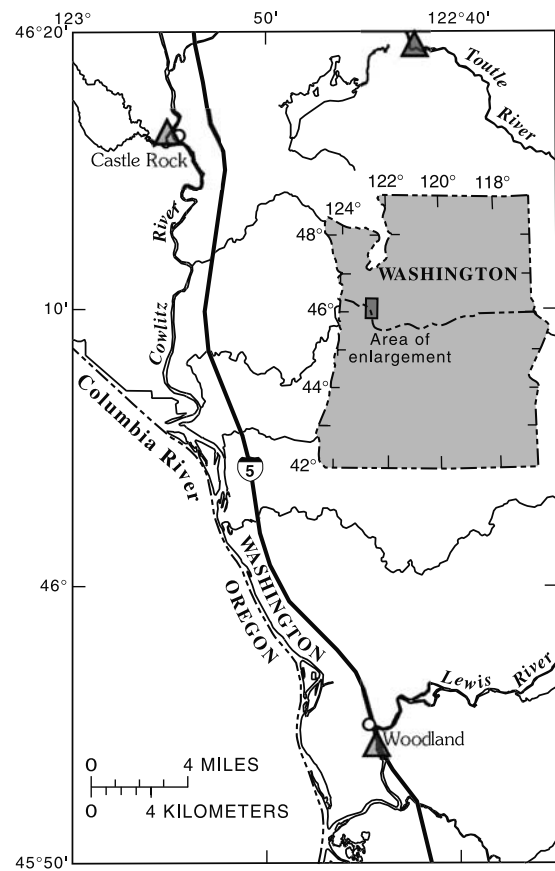 123° 50' 122°40'
46°20'
Toutle
River
Castle Rock
River
Cowlitz
122° 120° 118°
124°
48°
WASHINGTON
46°
Area of
enlargement
44°
42°
10'
Columbia River
5
WASHINGTON
OREGON
46°
Lewis River
Woodland
0 4 MILES
0 4 KILOMETERS
45°50'